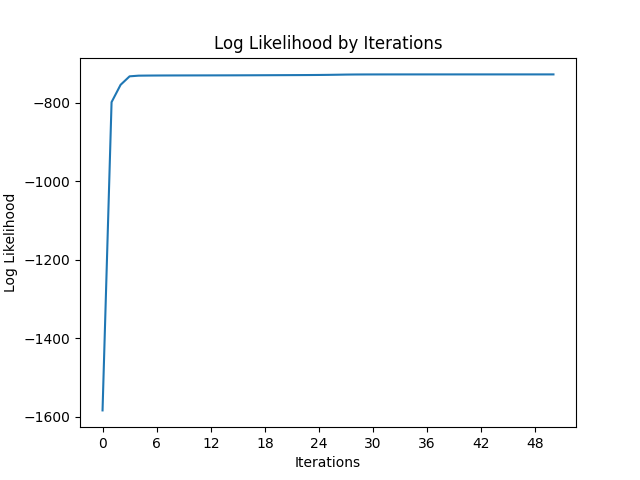 Log Likelihood by Iterations
Log Likelihood
−800
−1000
−1200
−1400
−1600
0 6 12 18 24 30 36 42 48
Iterations